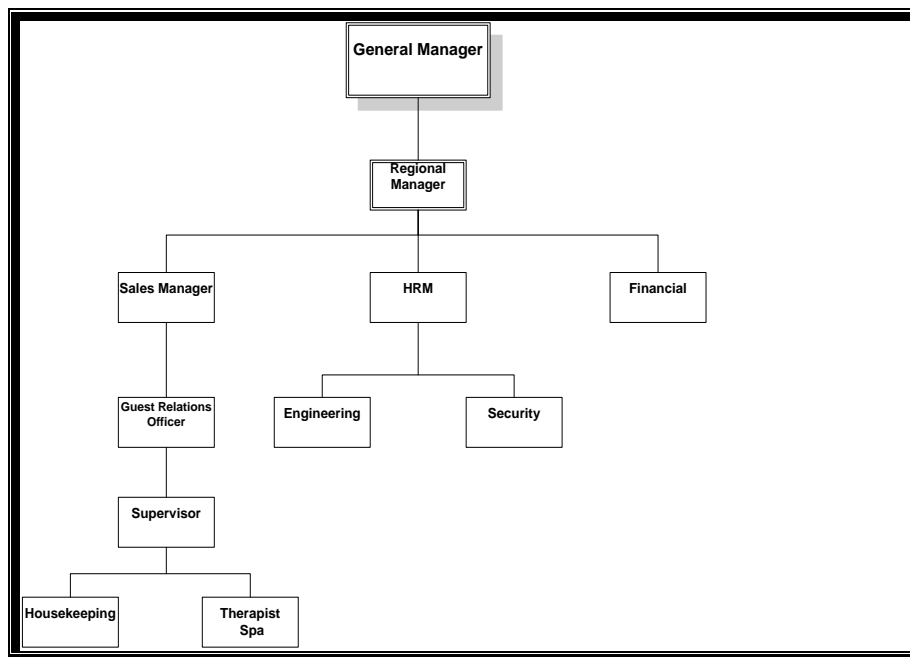 General Manager
Regional
Manager
Sales Manager
HRM
Financial
Guest Relations
Officer
Engineering
Security
Supervisor
Housekeeping
Therapist
Spa